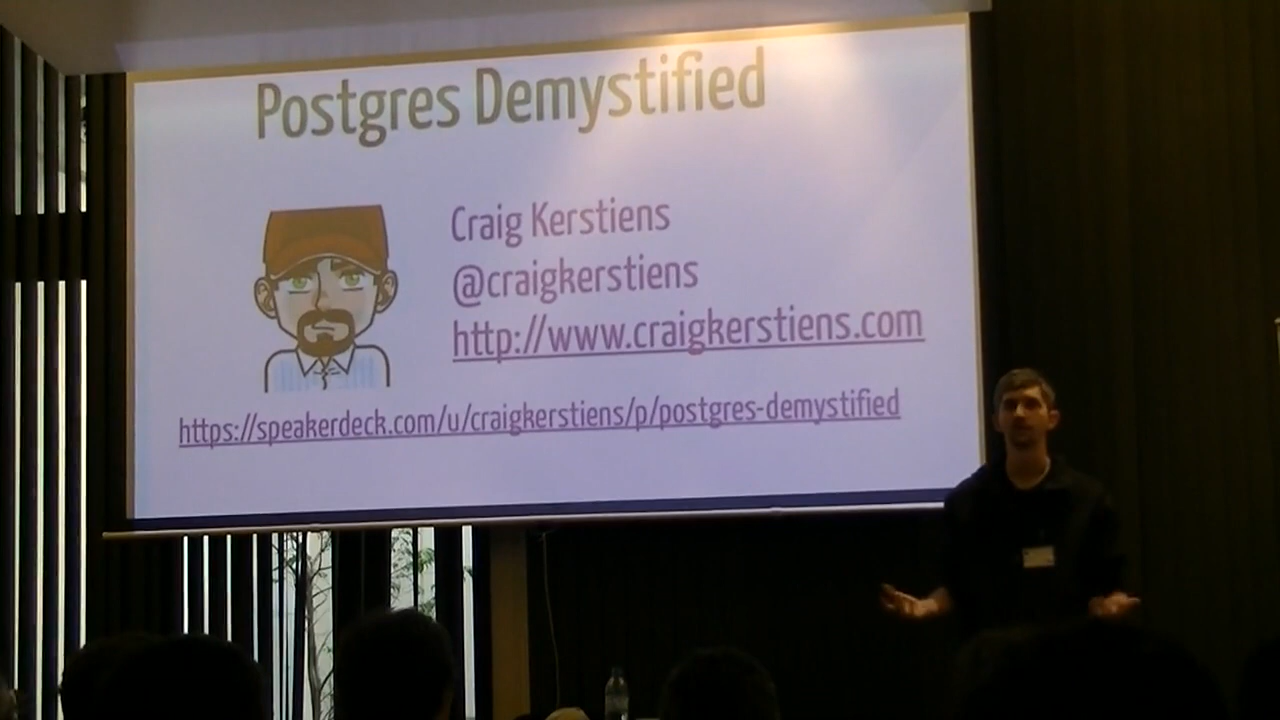 Postgres Demystified
Craig Kerstiens
@craigkerstiens
http://www.craigkerstiens.com
https://speakerdeck.com/u/craigkerstiens/p/postgres-demystified